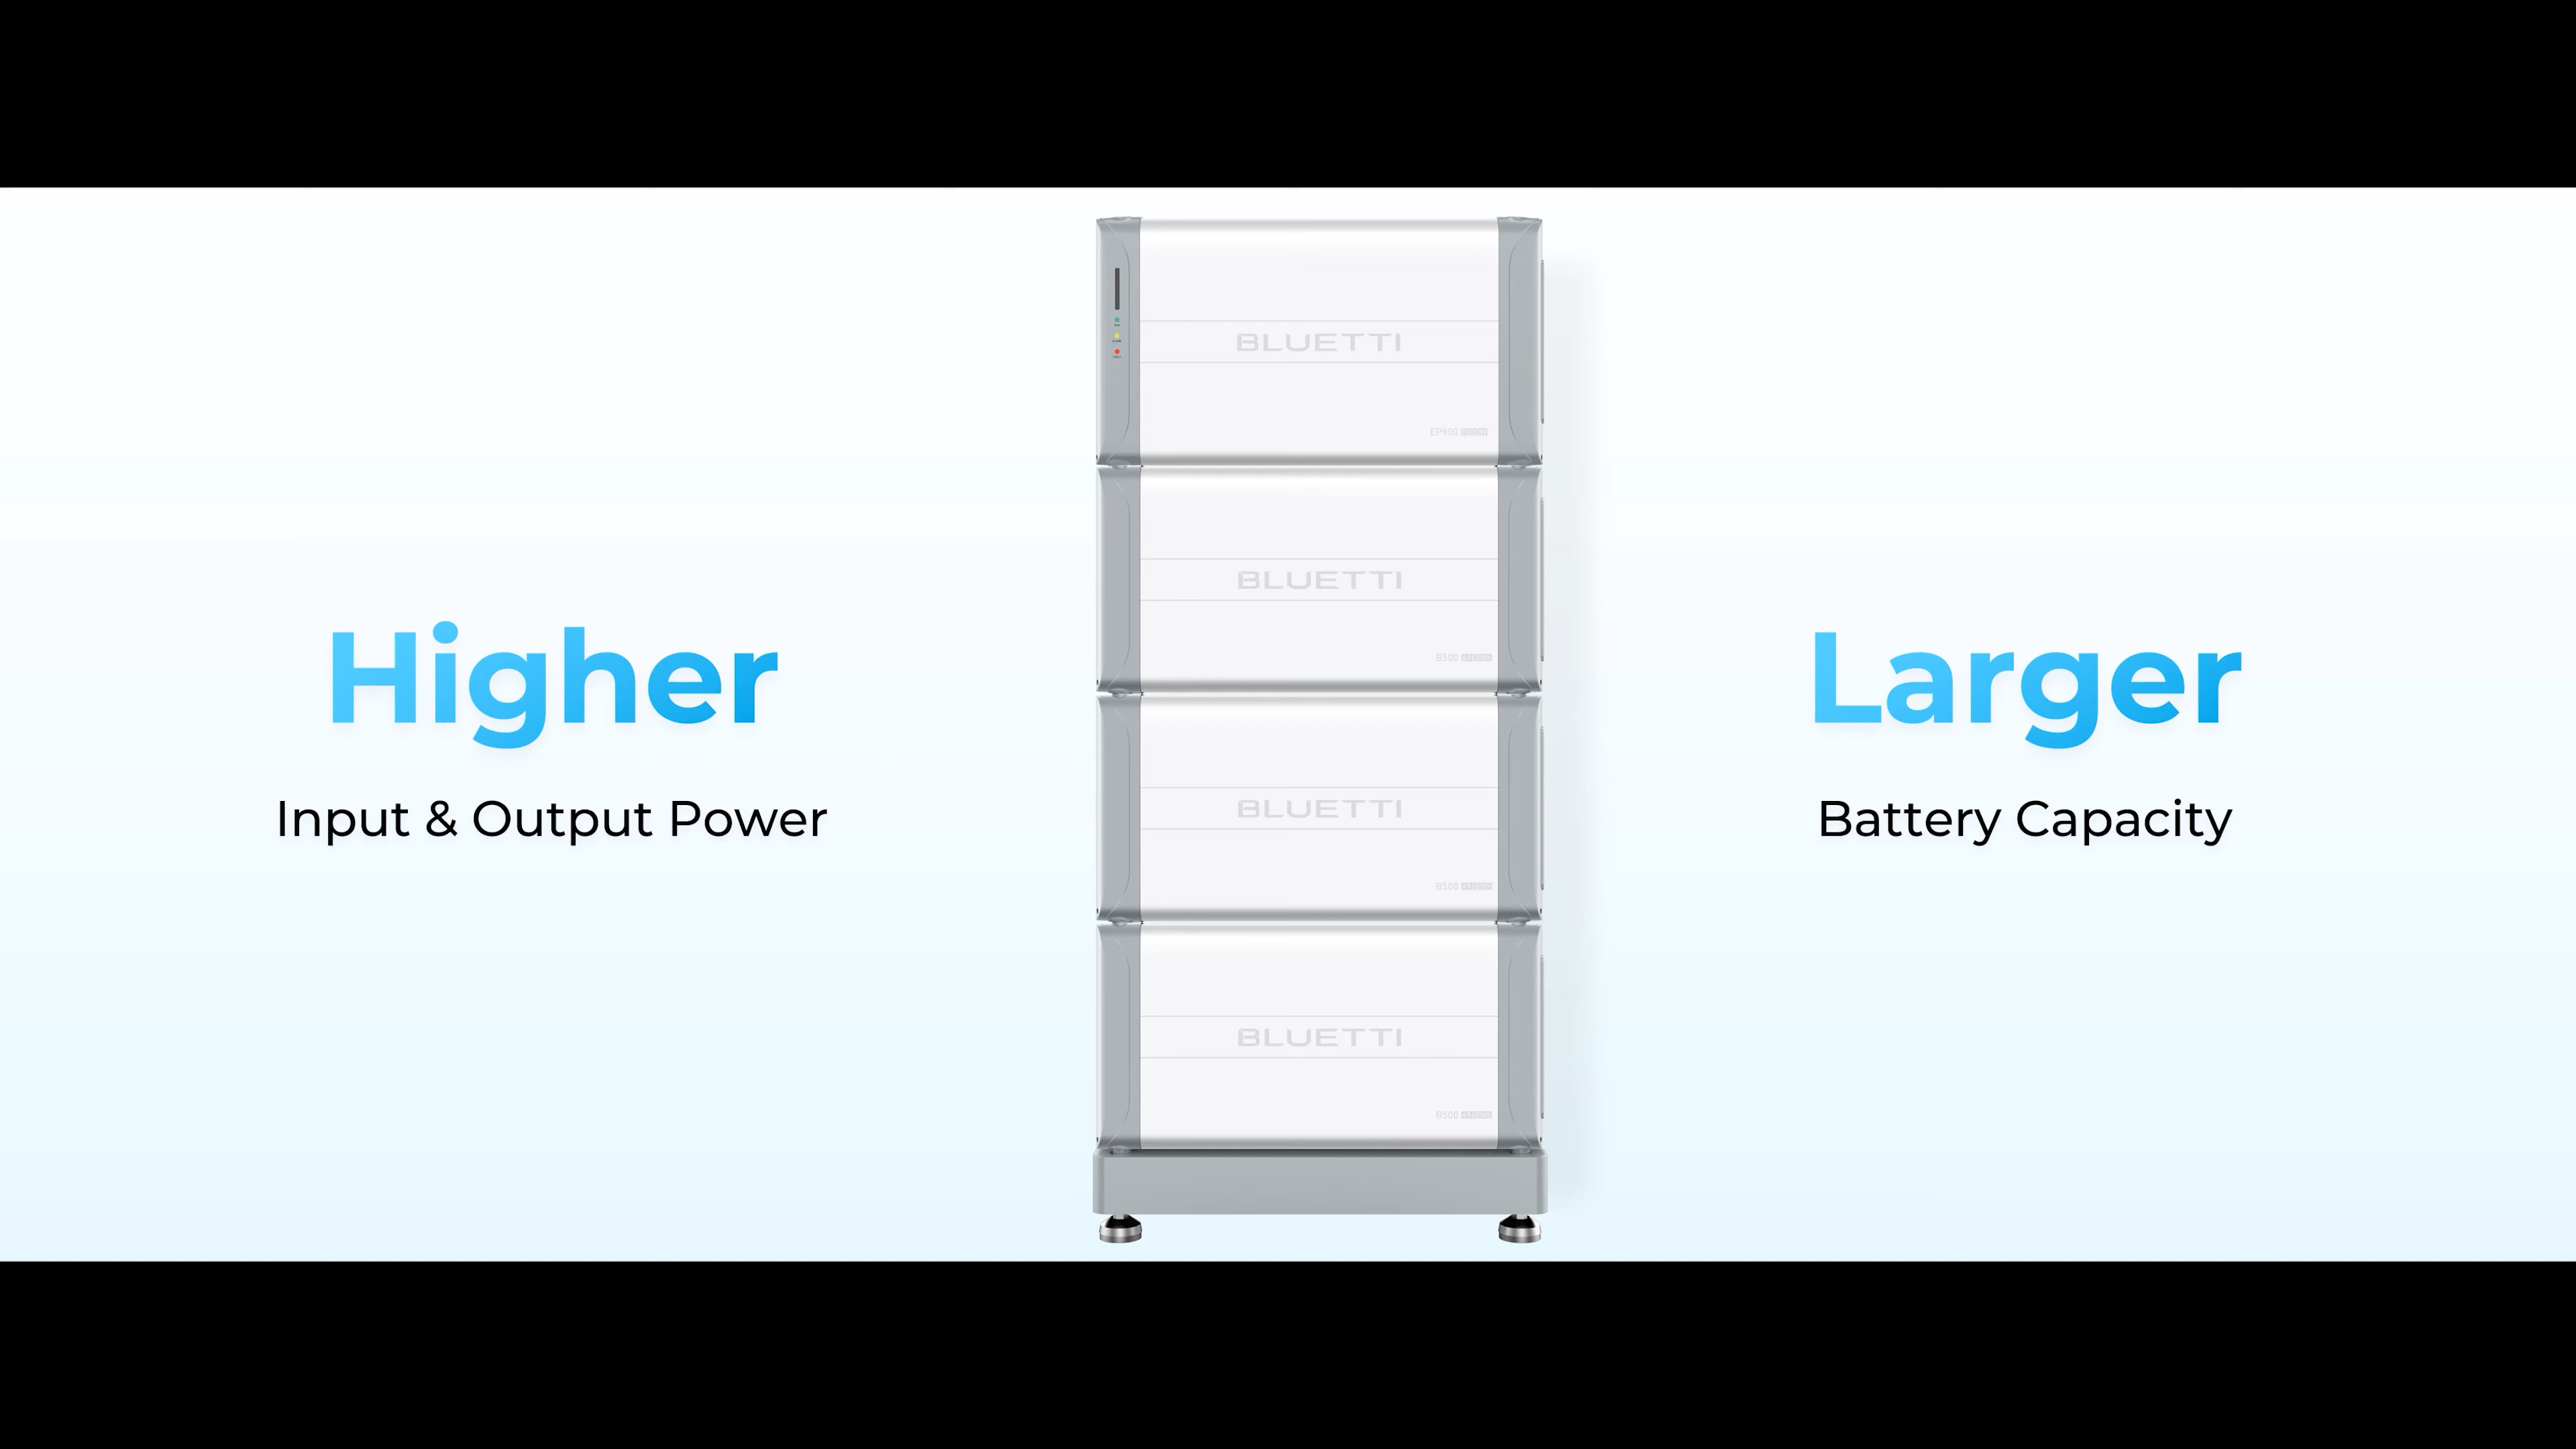 Higher
Input & Output Power
BLUETTI
EP900
BLUETTI
B500
BLUETTI
B500
BLUETTI
B500
Larger
Battery Capacity